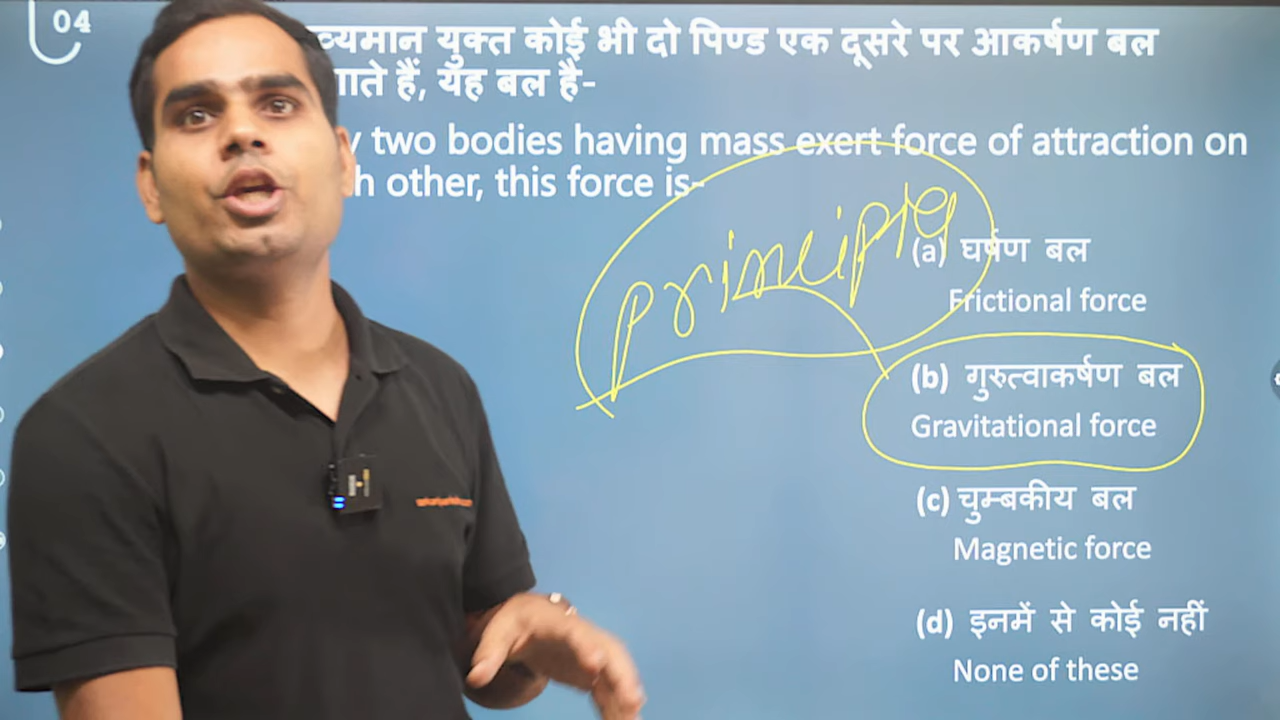 04
व्यमान युक्त कोई भी दो पिण्ड एक दूसरे पर आकर्षण बल
गाते हैं, यह बल है-
y two bodies having mass exert force of attraction on
h other, this force is-
principle
(a) घर्षण बल
Frictional force
(b) गुरुत्वाकर्षण बल
Gravitational force
(c) चुम्बकीय बल
Magnetic force
(d) इनमें से कोई नहीं
None of these